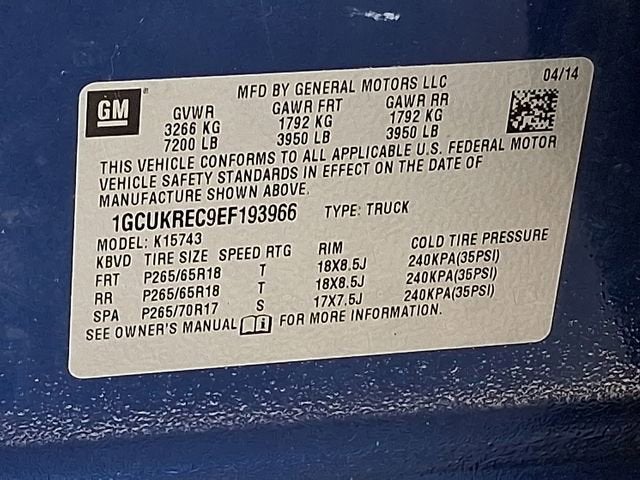 MFD BY GENERAL MOTORS LLC 04/14
GM
GVWR GAWR FRT GAWR RR
3266 KG 1792 KG 1792 KG
7200 LB 3950 LB 3950 LB
THIS VEHICLE CONFORMS TO ALL APPLICABLE U.S. FEDERAL MOTOR
VEHICLE SAFETY STANDARDS IN EFFECT ON THE DATE OF
MANUFACTURE SHOWN ABOVE.
1GCUKREC9EF193966 TYPE: TRUCK
MODEL: K15743
KBVD TIRE SIZE SPEED RTG RIM COLD TIRE PRESSURE
FRT P265/65R18 T 18X8.5J 240KPA(35PSI)
RR P265/65R18 T 18X8.5J 240KPA(35PSI)
SPA P265/70R17 S 17X7.5J 240KPA(35PSI)
SEE OWNER'S MANUAL FOR MORE INFORMATION.